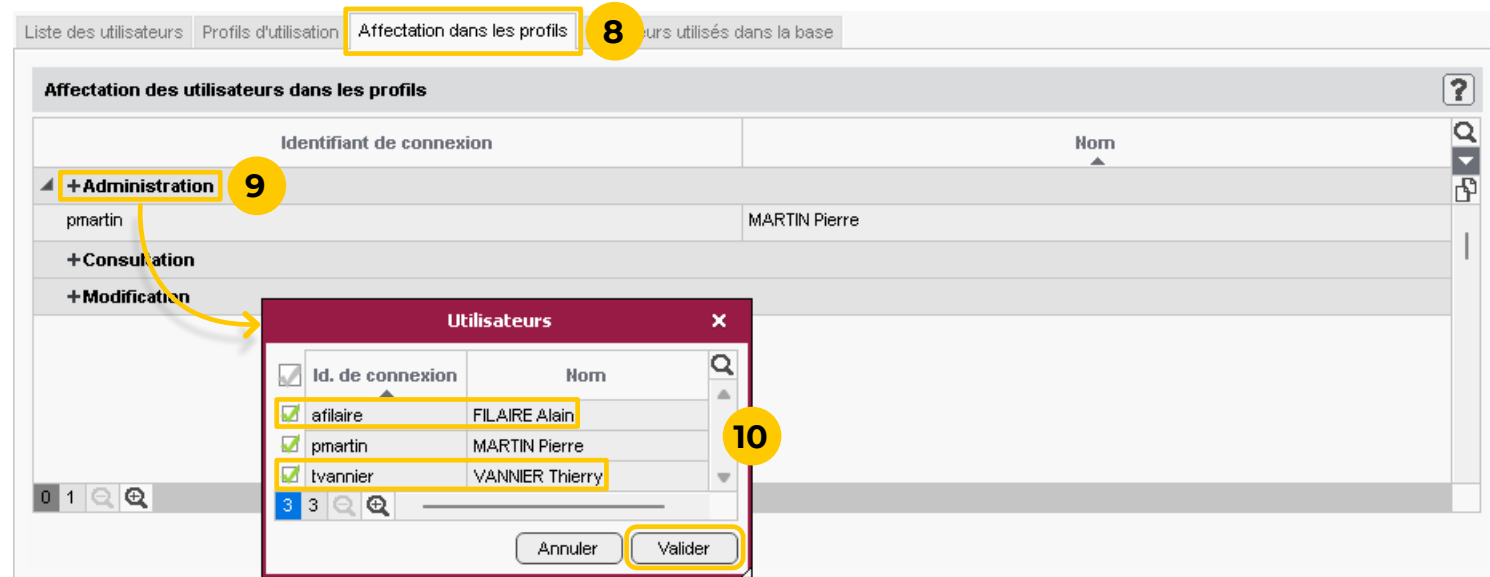 Liste des utilisateurs Profils d'utilisation Affectation dans les profils 8 urs utilisés dans la base
Affectation des utilisateurs dans les profils ?
Identifiant de connexion Nom
+Administration 9
pmartin MARTIN Pierre
+Consultation
+Modification
Utilisateurs ×
Id. de connexion Nom
afilaire FILAIRE Alain
pmartin MARTIN Pierre
10
tvannier VANNIER Thierry
0 1
3 3
Annuler Valider